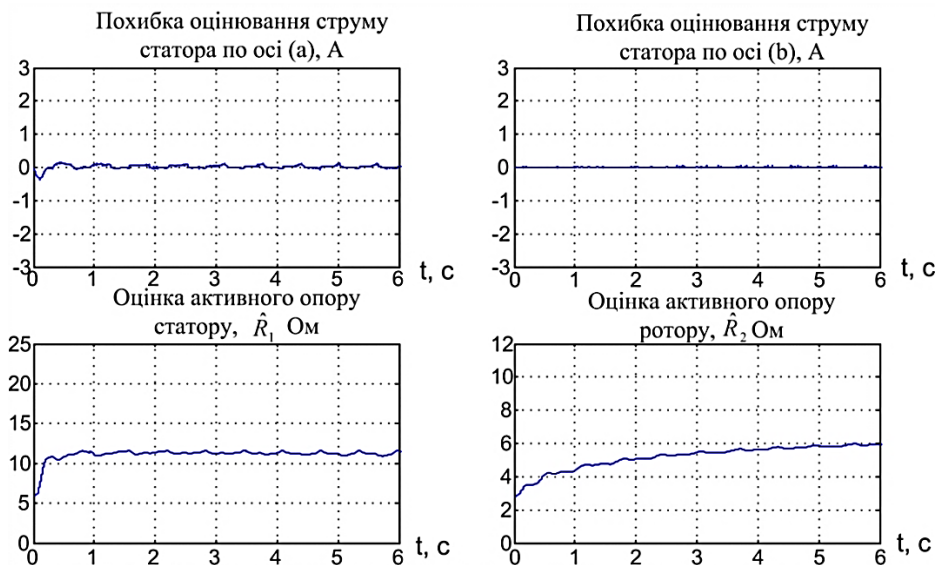 Похибка оцінювання струму
статора по осі (a), А
3
2
1
0
-1
-2
-3
0 1 2 3 4 5 6
t, c
Похибка оцінювання струму
статора по осі (b), А
3
2
1
0
-1
-2
-3
0 1 2 3 4 5 6
t, c
Оцінка активного опору
статору, R̂₁ Ом
25
20
15
10
5
0
0 1 2 3 4 5 6
t, c
Оцінка активного опору
ротору, R̂₂ Ом
12
10
8
6
4
2
0
0 1 2 3 4 5 6
t, c